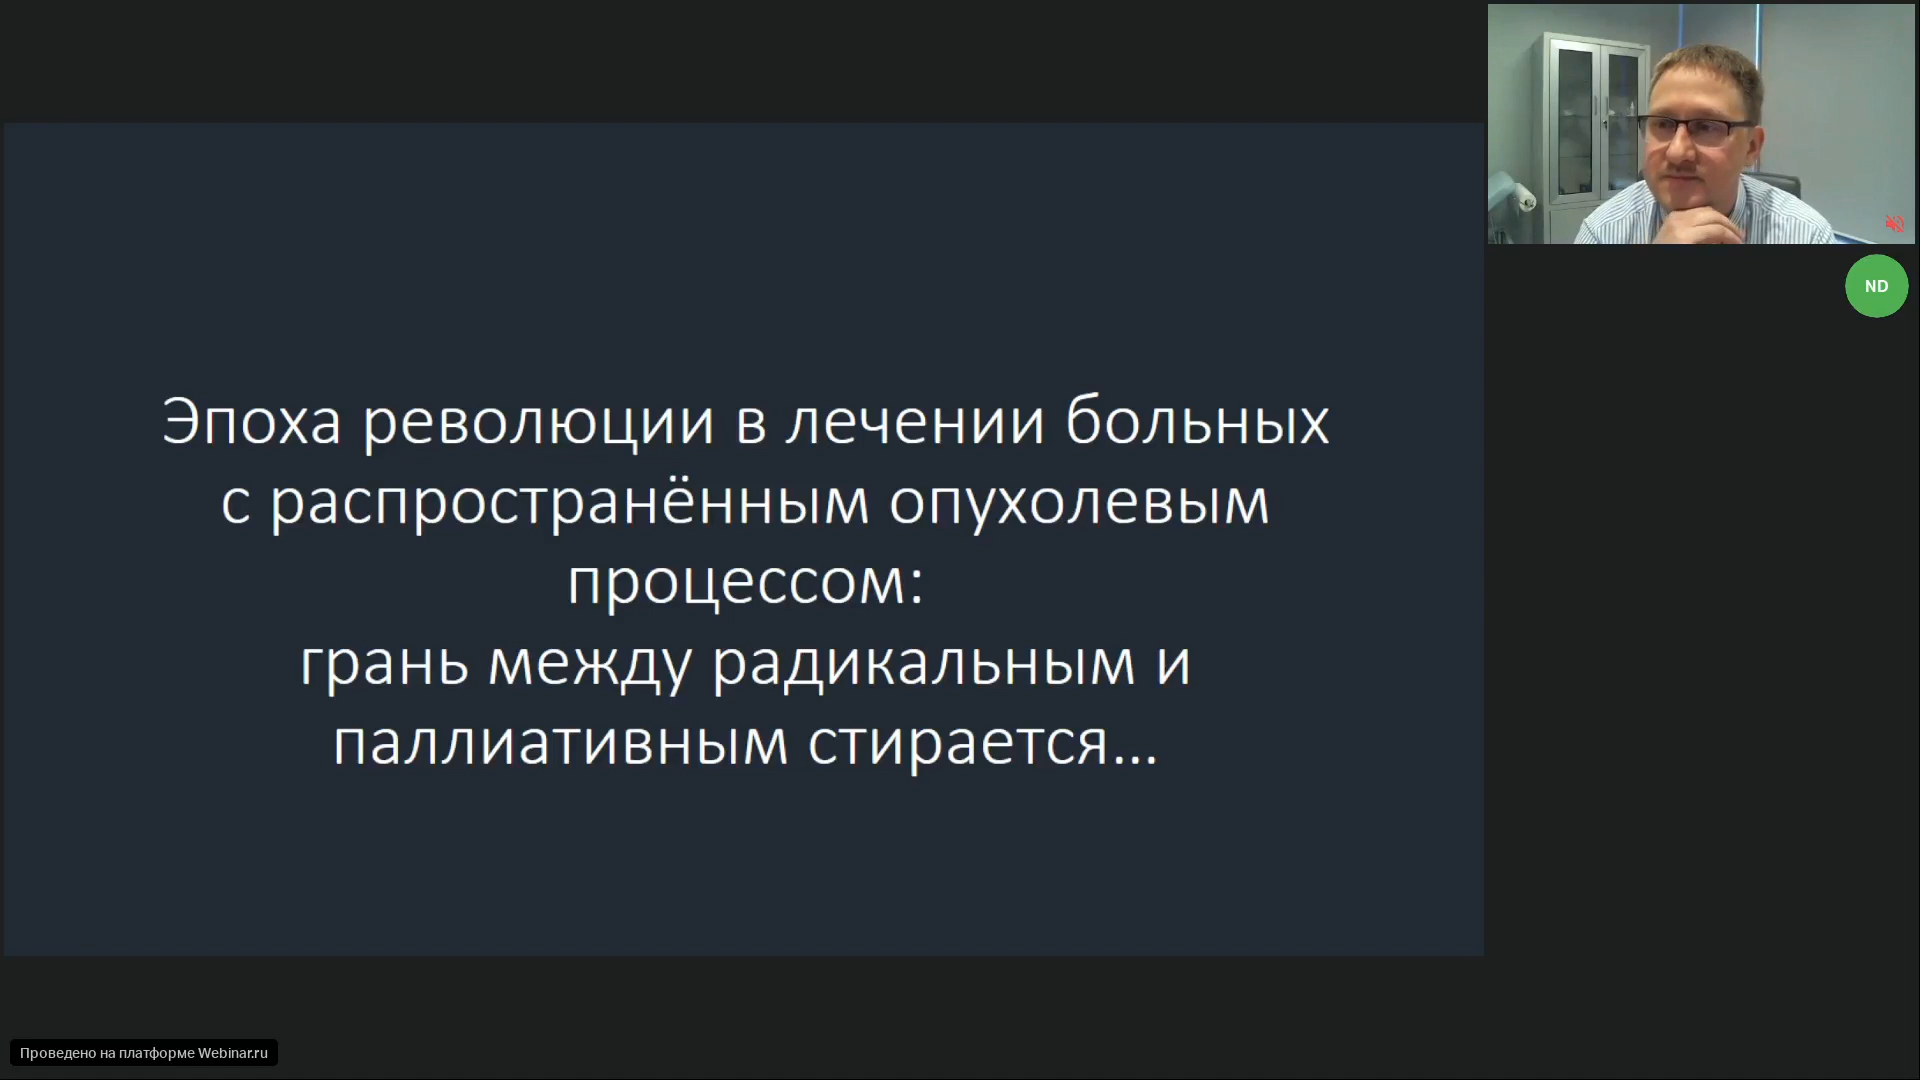 Эпоха революции в лечении больных
с распространённым опухолевым
процессом:
грань между радикальным и
паллиативным стирается...
ND
Проведено на платформе Webinar.ru